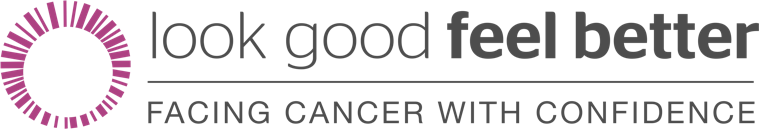 look good feel better
FACING CANCER WITH CONFIDENCE